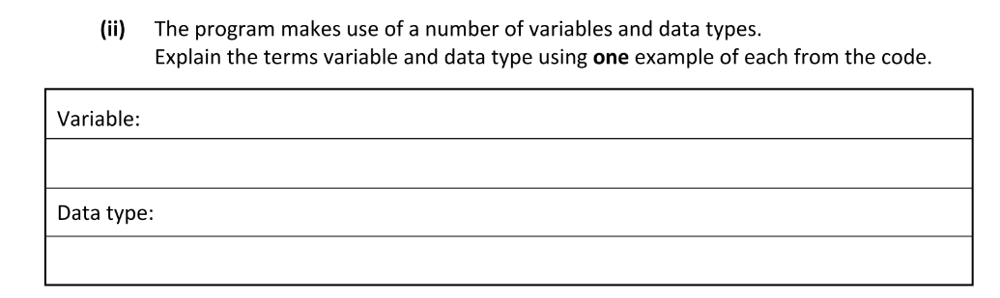 (ii) The program makes use of a number of variables and data types.
Explain the terms variable and data type using one example of each from the code.
Variable:
Data type: